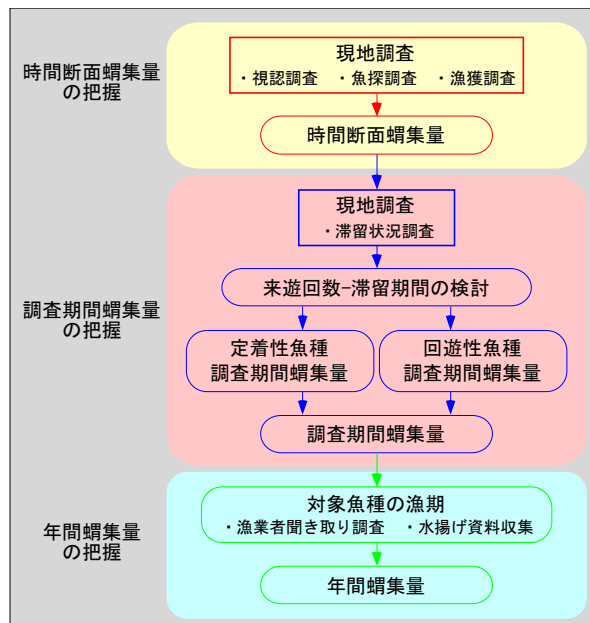 時間断面蝟集量
の把握
現地調査
・視認調査 ・魚探調査 ・漁獲調査
時間断面蝟集量
調査期間蝟集量
の把握
現地調査
・滞留状況調査
来遊回数−滞留期間の検討
定着性魚種
調査期間蝟集量
回遊性魚種
調査期間蝟集量
調査期間蝟集量
年間蝟集量
の把握
対象魚種の漁期
・漁業者聞き取り調査 ・水揚げ資料収集
年間蝟集量